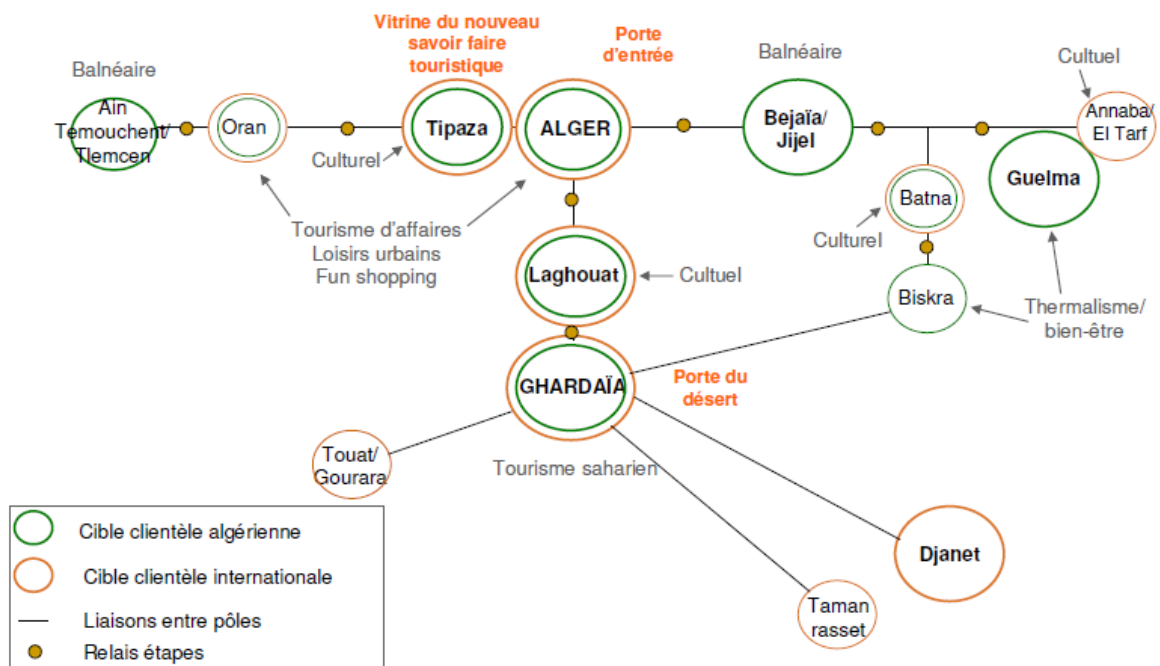 Vitrine du nouveau
savoir faire
touristique
Porte
d'entrée
Balnéaire
Cultuel
Balnéaire
Ain
Temouchent/
Tlemcen
Oran
Tipaza
ALGER
Bejaïa/
Jijel
Annaba/
El Tarf
Culturel
Guelma
Batna
Tourisme d'affaires
Loisirs urbains
Fun shopping
Culturel
Laghouat
Cultuel
Biskra
Thermalisme/
bien-être
GHARDAÏA
Porte du
désert
Touat/
Gourara
Tourisme saharien
Djanet
Taman
rasset
Cible clientèle algérienne
Cible clientèle internationale
Liaisons entre pôles
Relais étapes